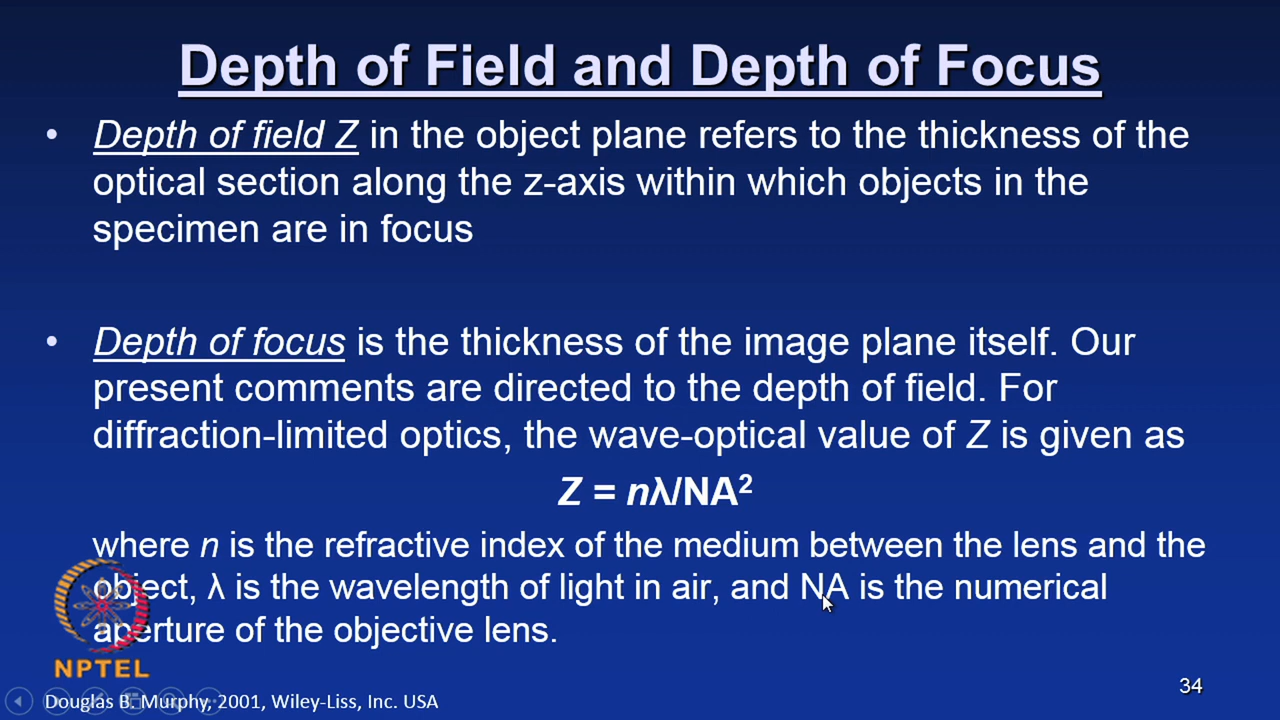 Depth of Field and Depth of Focus
• Depth of field Z in the object plane refers to the thickness of the
optical section along the z-axis within which objects in the
specimen are in focus
• Depth of focus is the thickness of the image plane itself. Our
present comments are directed to the depth of field. For
diffraction-limited optics, the wave-optical value of Z is given as
Z = nλ/NA²
where n is the refractive index of the medium between the lens and the
object, λ is the wavelength of light in air, and NA is the numerical
aperture of the objective lens.
NPTEL
34
Douglas B. Murphy, 2001, Wiley-Liss, Inc. USA